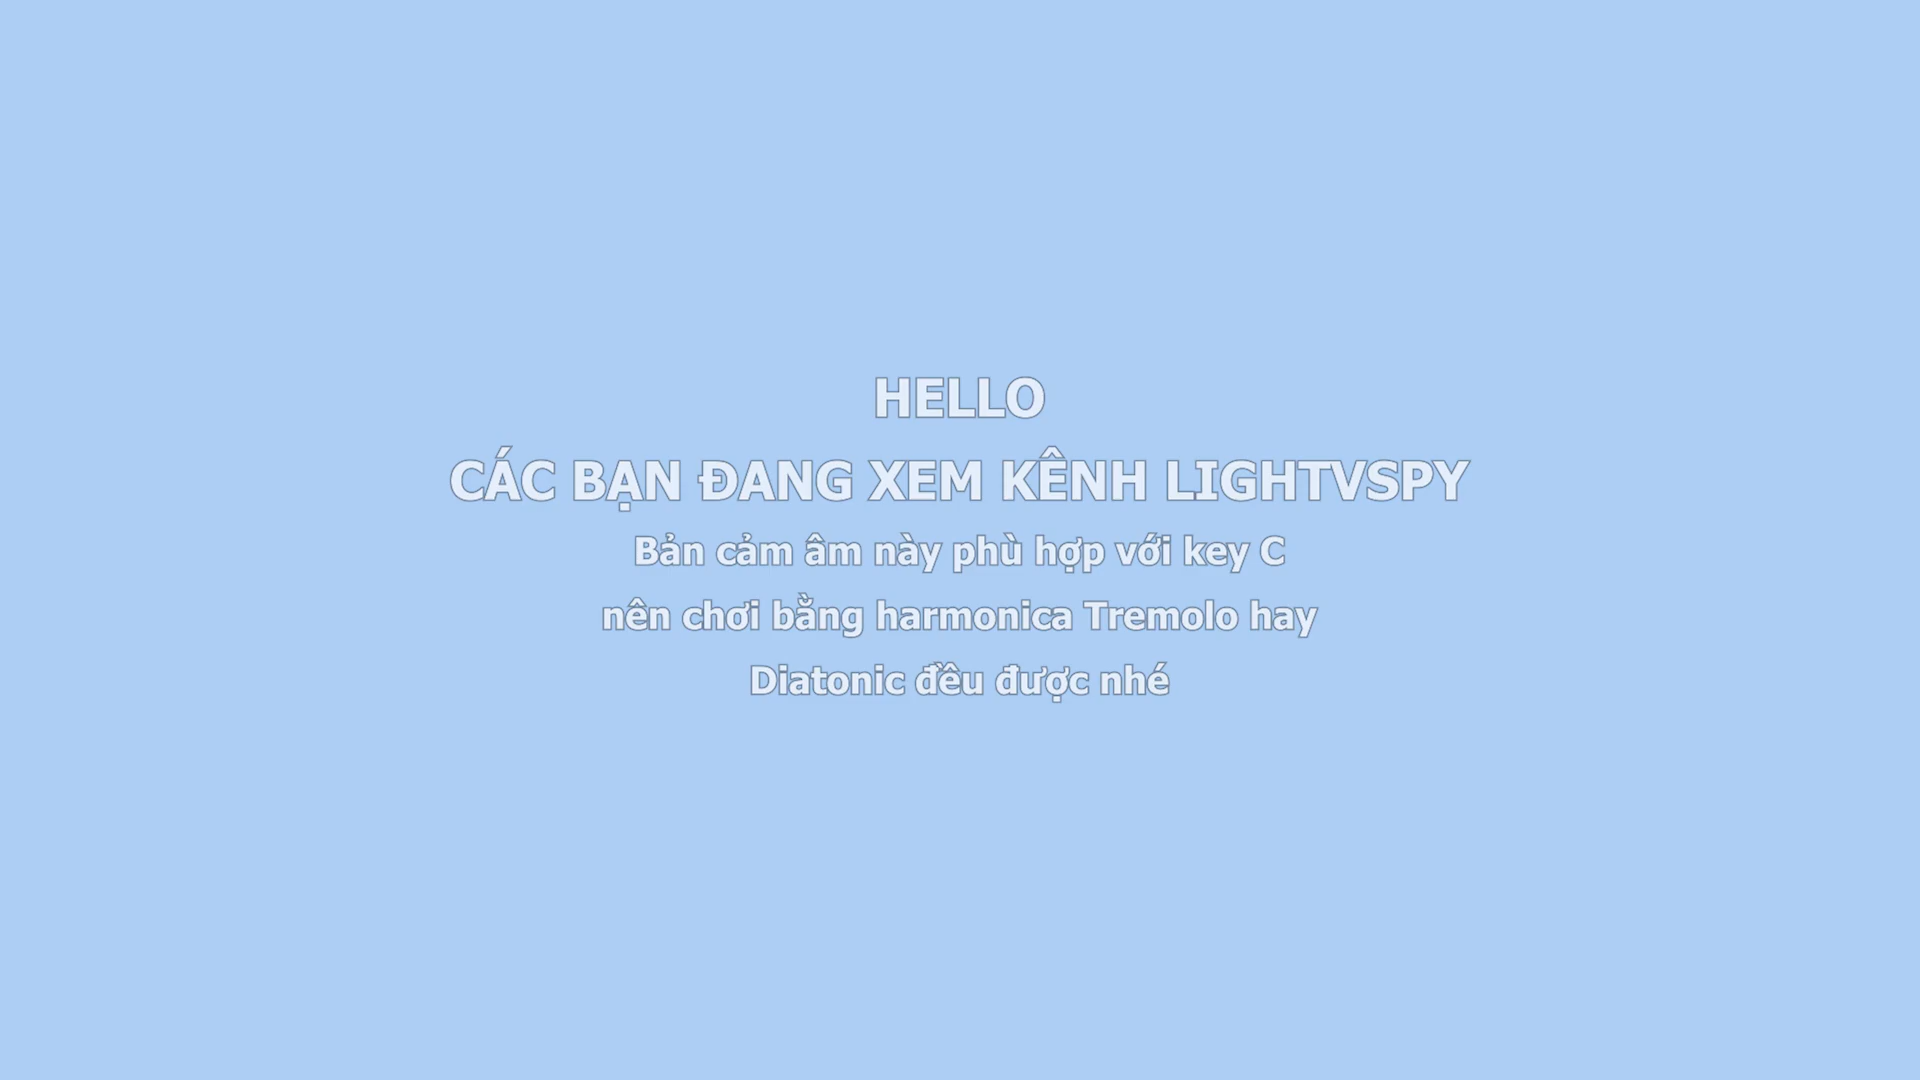 HELLO
CÁC BẠN ĐANG XEM KÊNH LIGHTVSPY
Bản cảm âm này phù hợp với key C
nên chơi bằng harmonica Tremolo hay
Diatonic đều được nhé